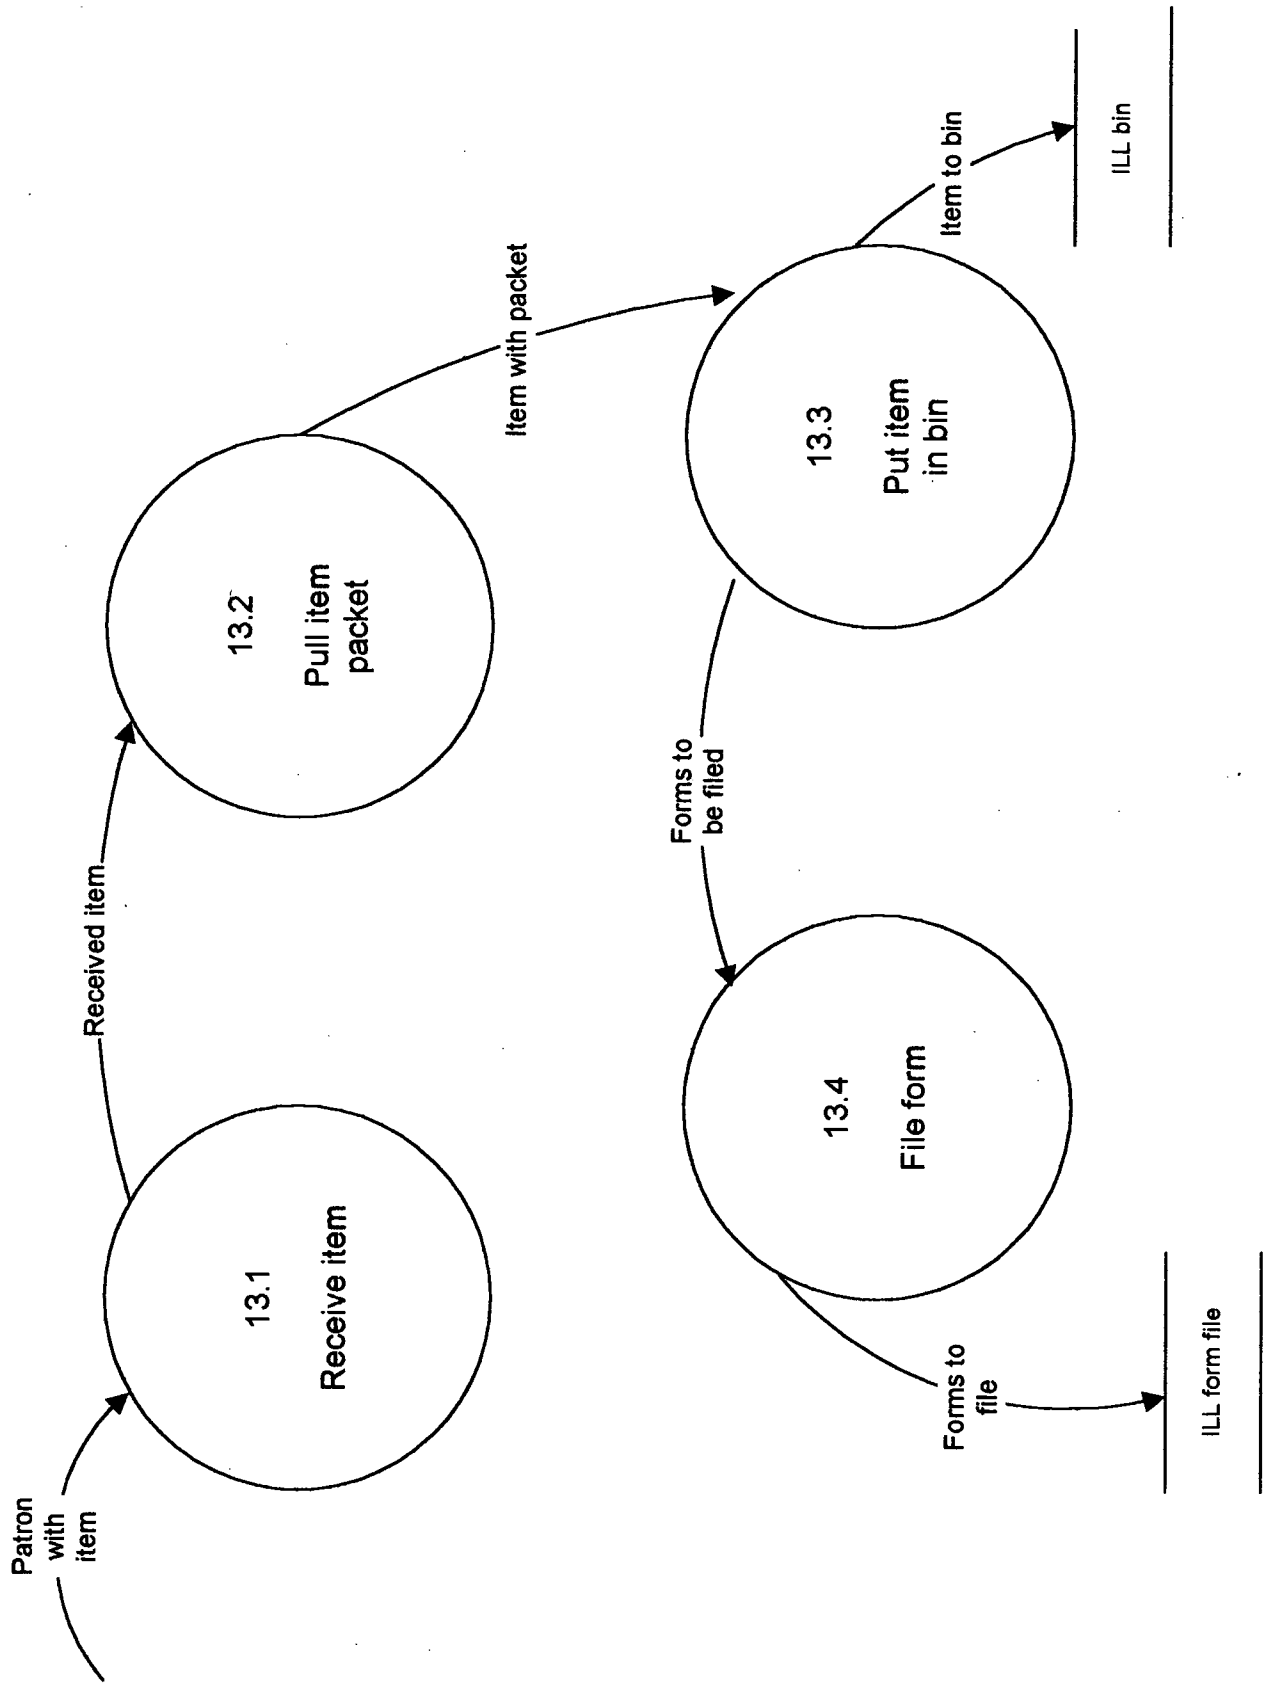 Patron
with
item
13.1
Receive item
Received item
13.2
Pull item
packet
Item with packet
13.3
Put item
in bin
Item to bin
ILL bin
Forms to
be filed
13.4
File form
Forms to
file
ILL form file